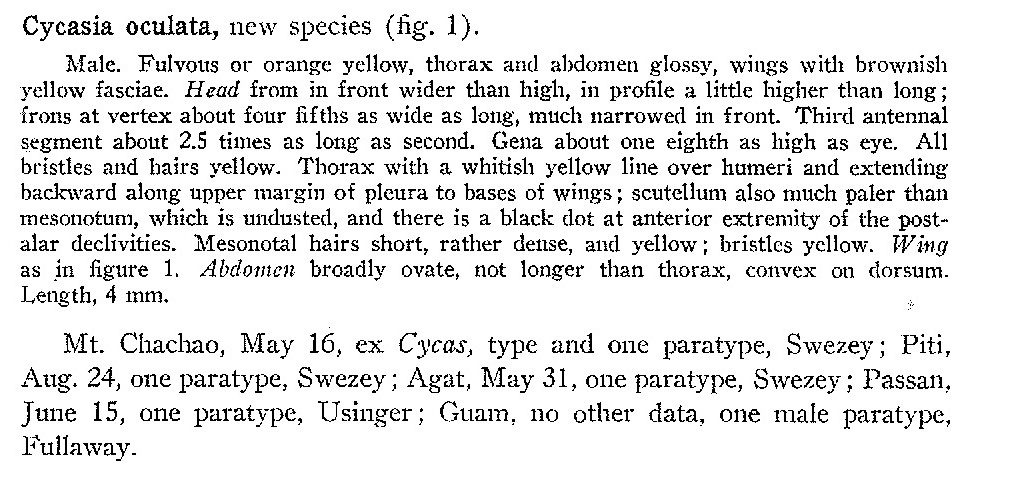 Cycasia oculata, new species (fig. 1).
Male. Fulvous or orange yellow, thorax and abdomen glossy, wings with brownish
yellow fasciae. Head from in front wider than high, in profile a little higher than long;
frons at vertex about four fifths as wide as long, much narrowed in front. Third antennal
segment about 2.5 times as long as second. Gena about one eighth as high as eye. All
bristles and hairs yellow. Thorax with a whitish yellow line over humeri and extending
backward along upper margin of pleura to bases of wings; scutellum also much paler than
mesonotum, which is undusted, and there is a black dot at anterior extremity of the post-
alar declivities. Mesonotal hairs short, rather dense, and yellow; bristles yellow. Wing
as in figure 1. Abdomen broadly ovate, not longer than thorax, convex on dorsum.
Length, 4 mm.
Mt. Chachao, May 16, ex Cycas, type and one paratype, Swezey; Piti,
Aug. 24, one paratype, Swezey; Agat, May 31, one paratype, Swezey; Passan,
June 15, one paratype, Usinger; Guam, no other data, one male paratype,
Fullaway.